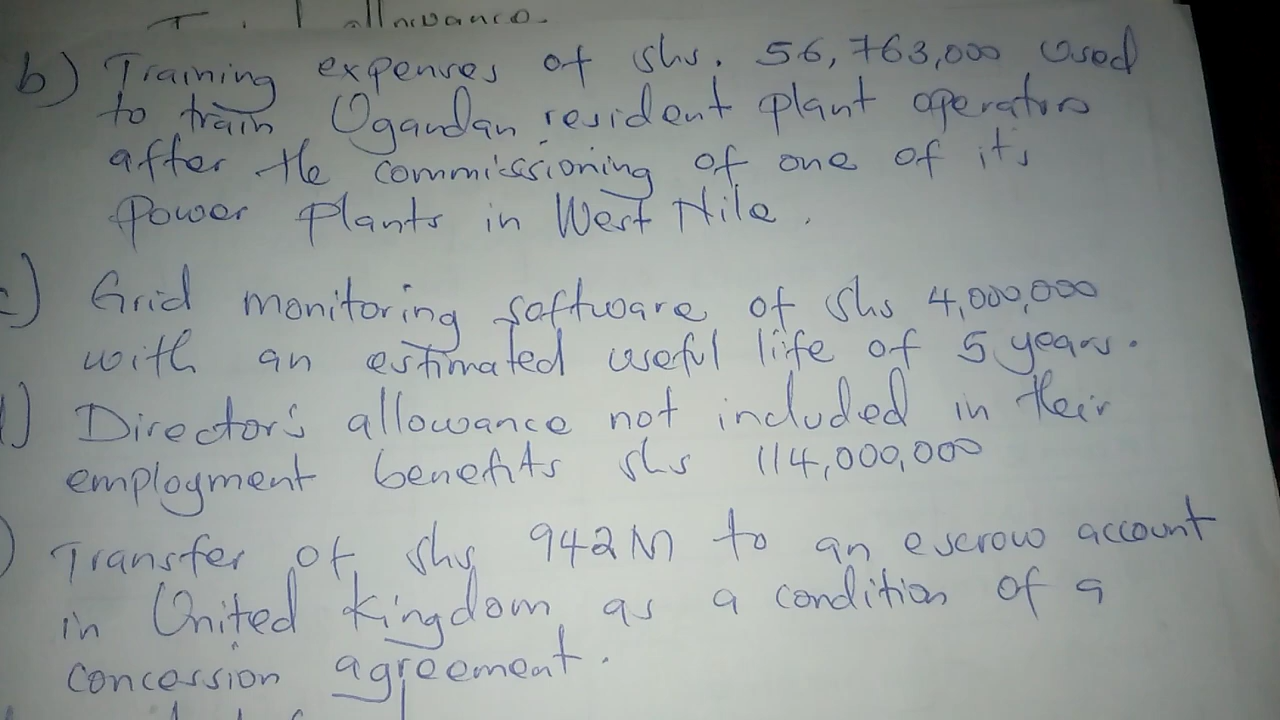 allowance.
b) Training expenses of shs. 56,763,000 used
to train Ugandan resident plant operators
after the commissioning of one of its
power plants in West Nile.
c) Grid monitoring software of shs 4,000,000
with an estimated useful life of 5 years.
d) Director's allowance not included in their
employment benefits shs 114,000,000
) Transfer of shs 942M to an escrow account
in United Kingdom as a condition of a
concession agreement.